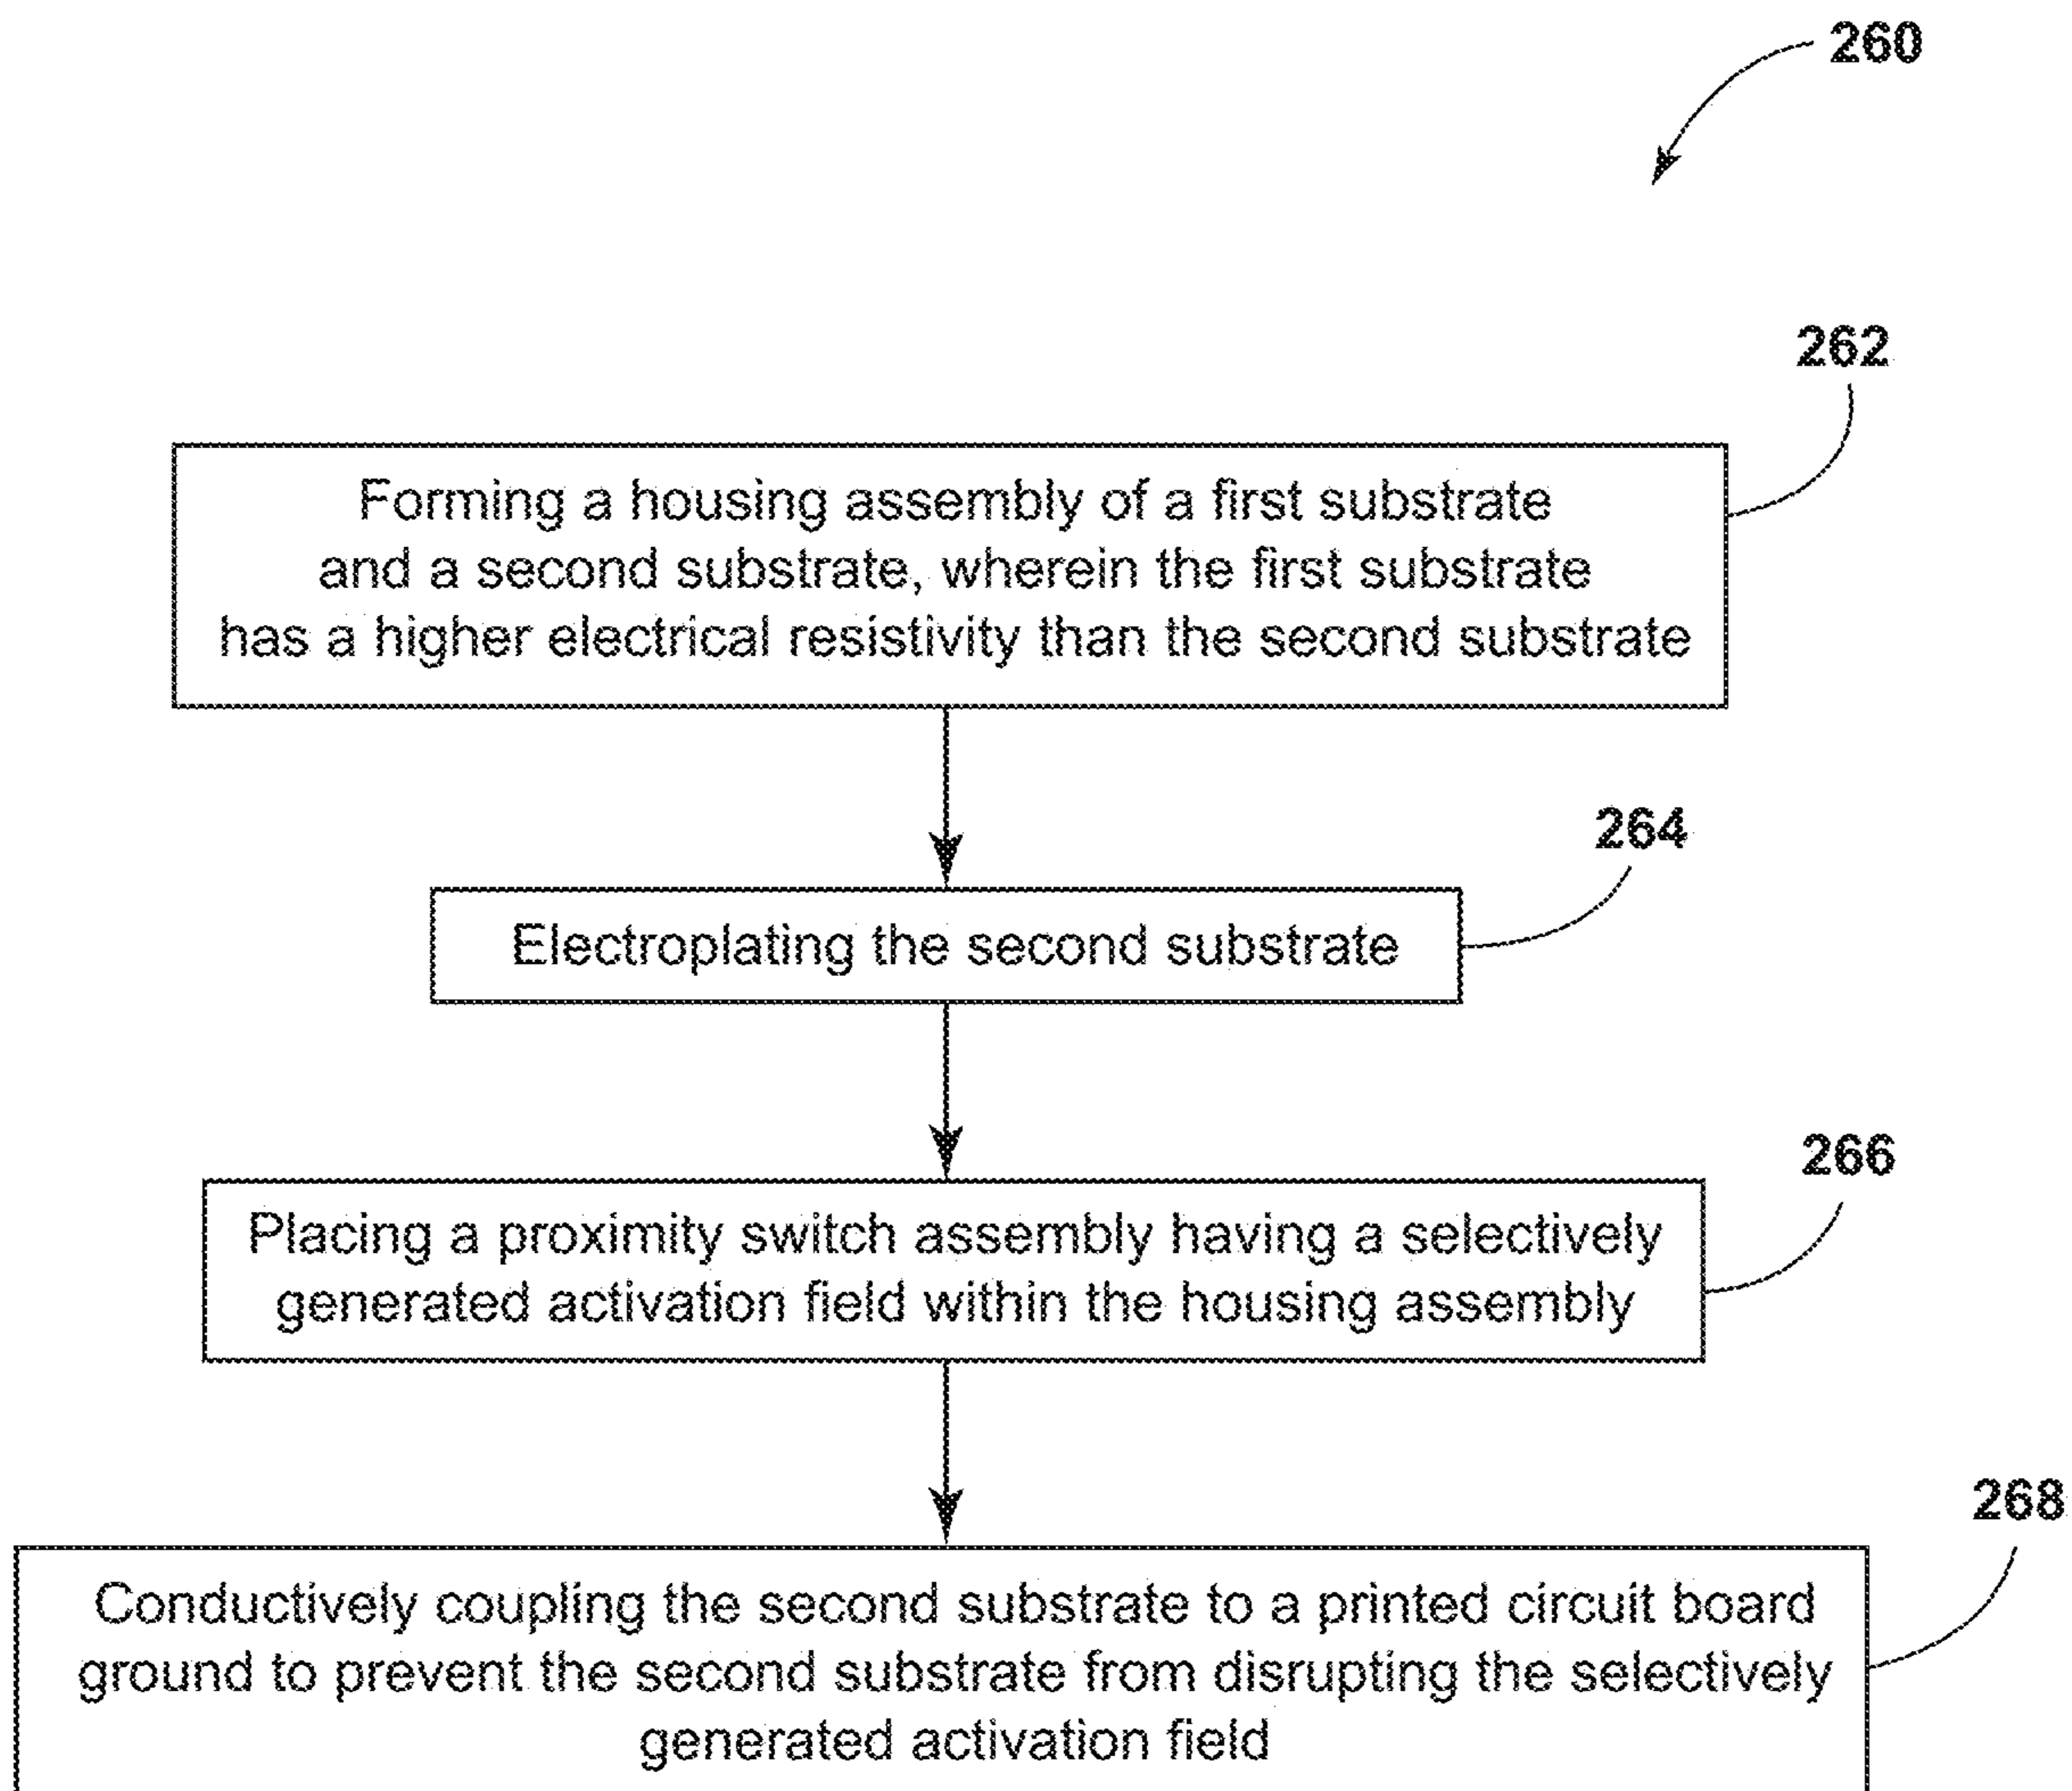 260
262
Forming a housing assembly of a first substrate
and a second substrate, wherein the first substrate
has a higher electrical resistivity than the second substrate
264
Electroplating the second substrate
266
Placing a proximity switch assembly having a selectively
generated activation field within the housing assembly
268
Conductively coupling the second substrate to a printed circuit board
ground to prevent the second substrate from disrupting the selectively
generated activation field